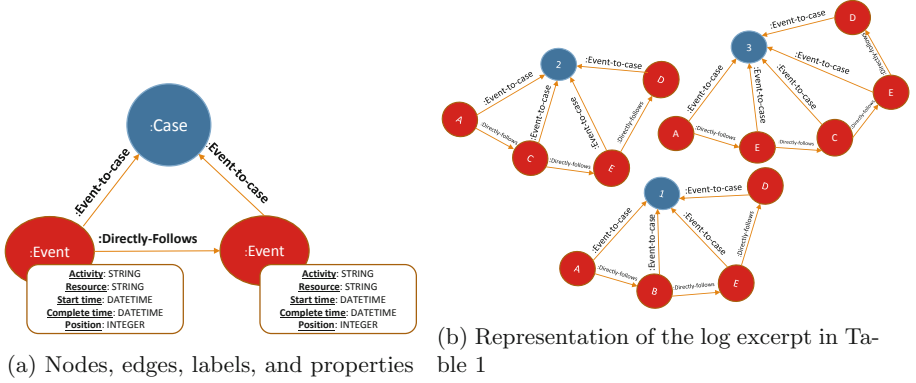 :Case
:Event-to-case
:Event-to-case
:Event
:Directly-Follows
:Event
Activity: STRING
Resource: STRING
Start time: DATETIME
Complete time: DATETIME
Position: INTEGER
Activity: STRING
Resource: STRING
Start time: DATETIME
Complete time: DATETIME
Position: INTEGER
(a) Nodes, edges, labels, and properties
2
:Event-to-case
:Event-to-case
:Event-to-case
:Event-to-case
A
:Directly-follows
C
:Directly-follows
E
:Directly-follows
D
3
:Event-to-case
:Event-to-case
:Event-to-case
:Event-to-case
:Event-to-case
A
:Directly-follows
E
:Directly-follows
C
:Directly-follows
E
:Directly-follows
D
1
:Event-to-case
:Event-to-case
:Event-to-case
:Event-to-case
A
:Directly-follows
B
:Directly-follows
E
:Directly-follows
D
(b) Representation of the log excerpt in Ta-
ble 1